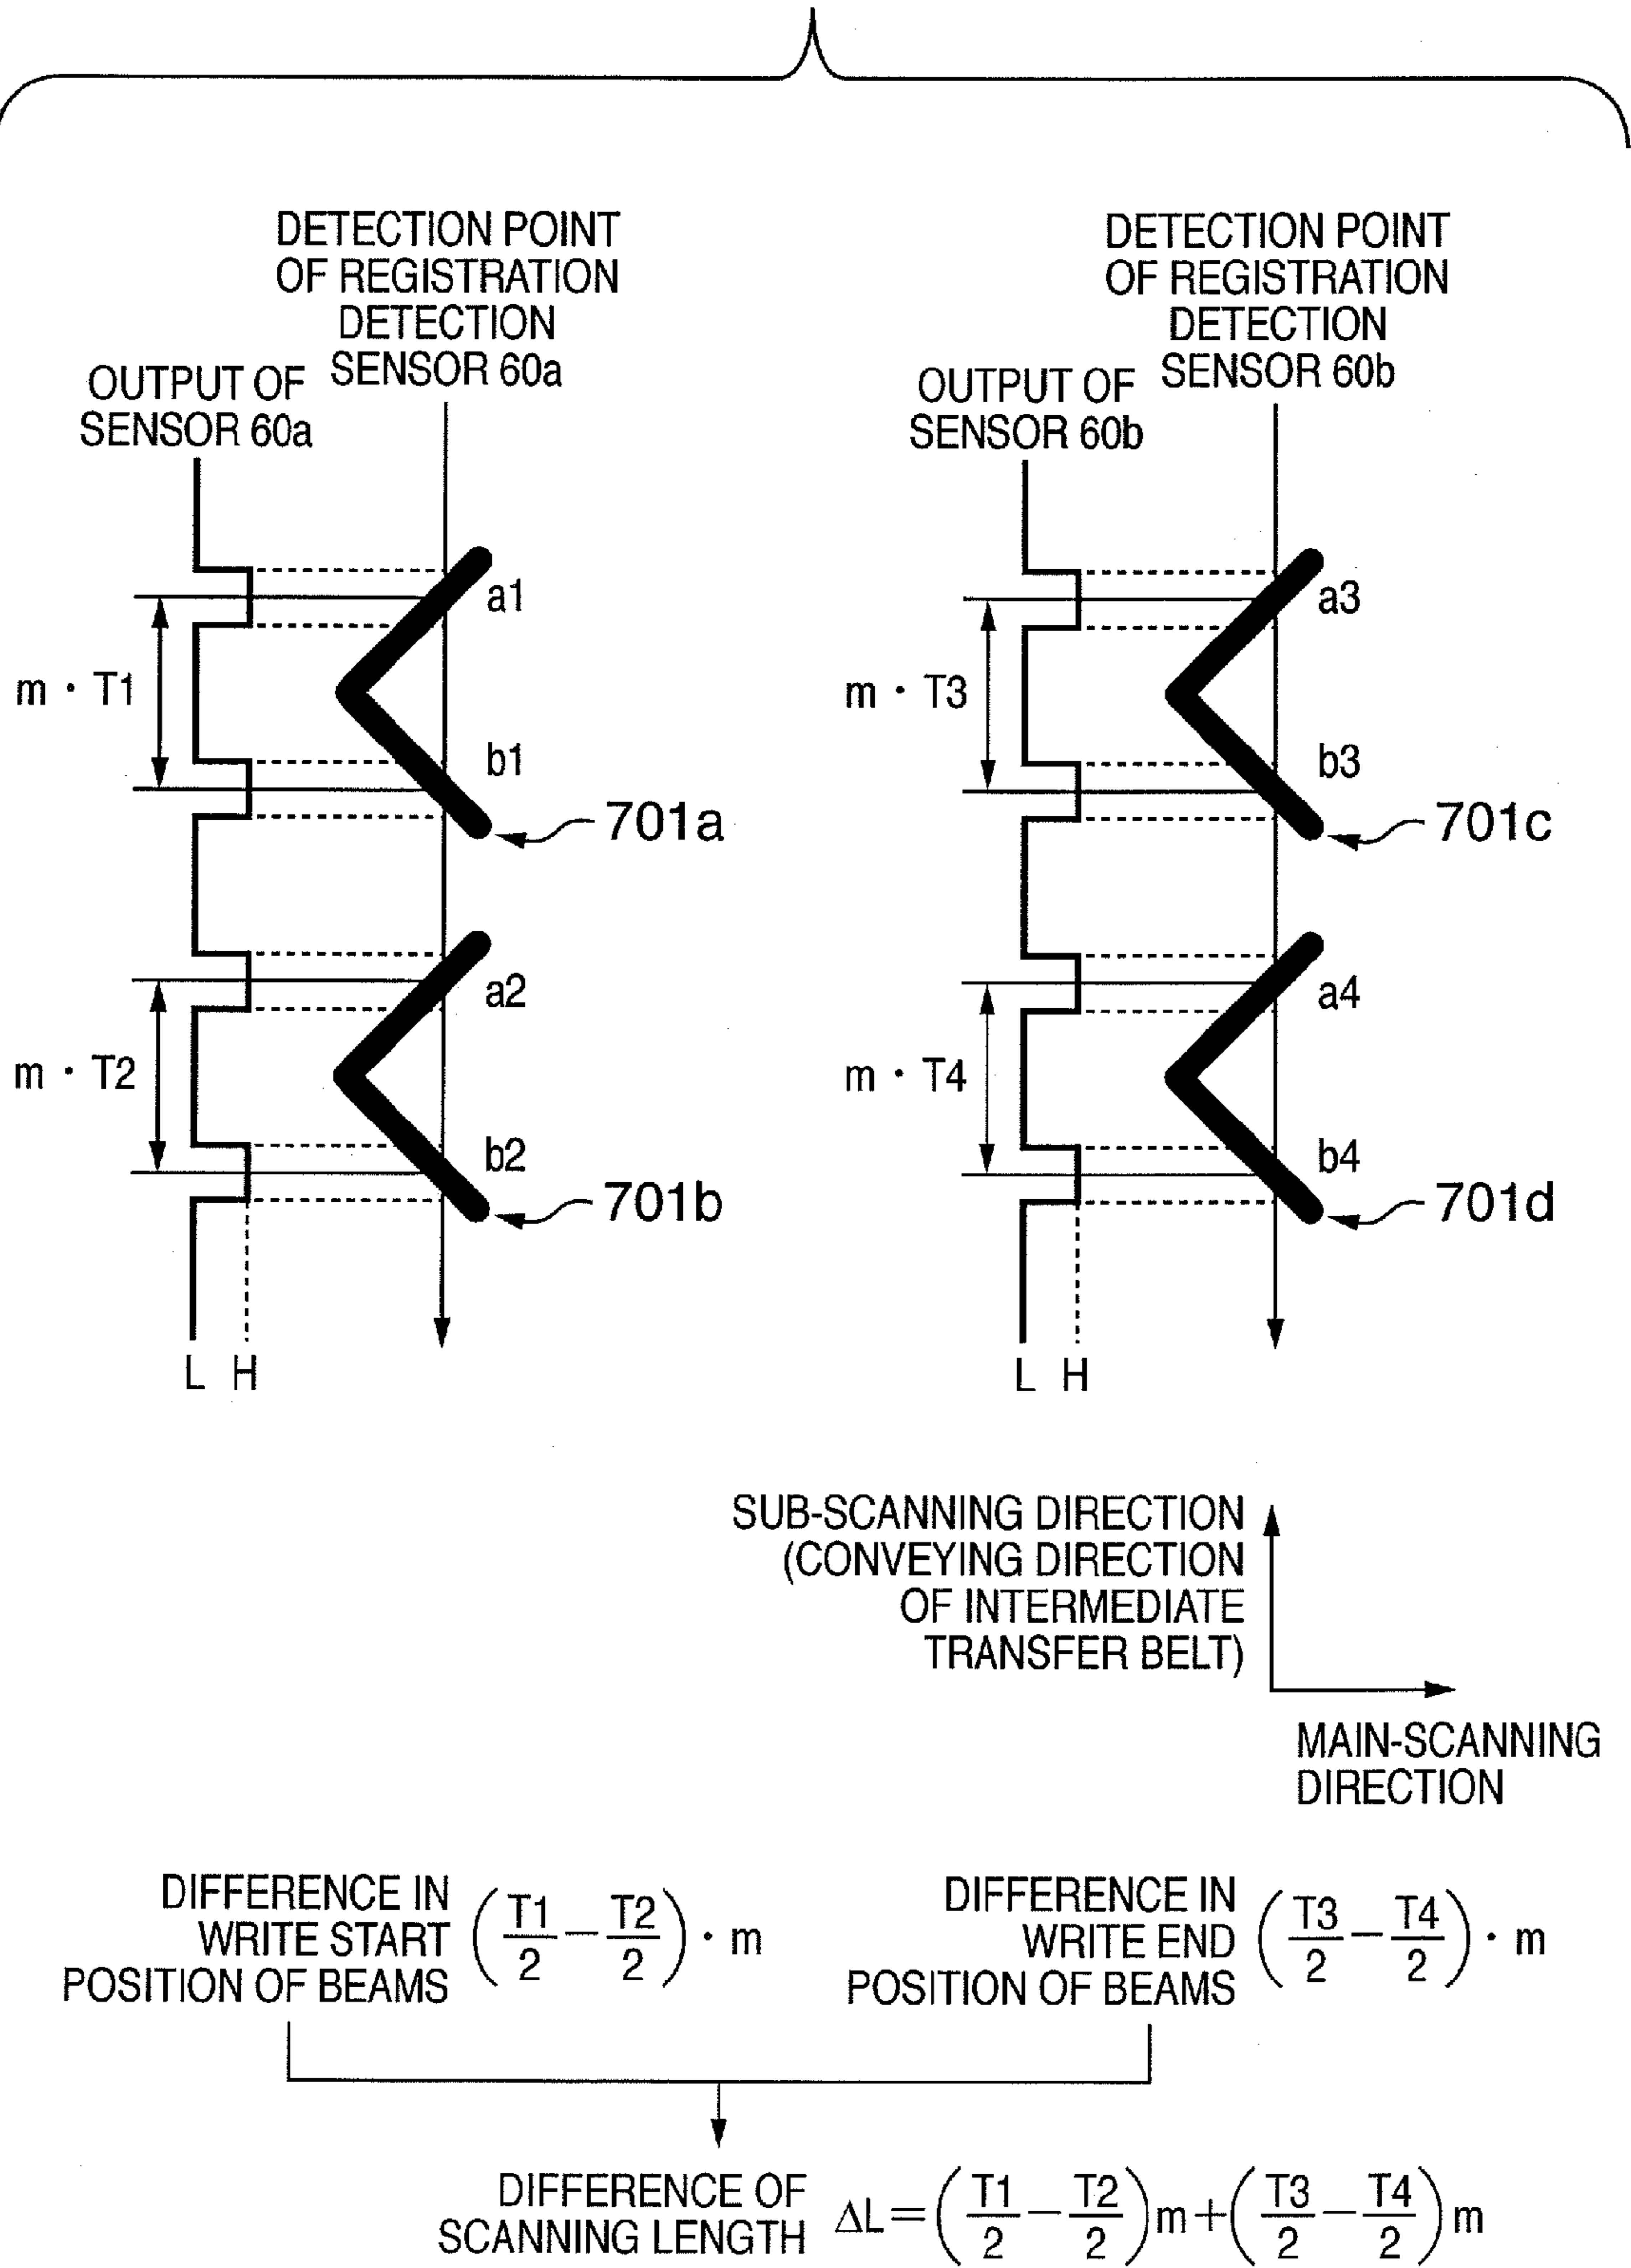 DETECTION POINT
OF REGISTRATION
DETECTION
SENSOR 60a
OUTPUT OF
SENSOR 60a
a1
m · T1
b1
701a
a2
m · T2
b2
701b
L H
DETECTION POINT
OF REGISTRATION
DETECTION
SENSOR 60b
OUTPUT OF
SENSOR 60b
a3
m · T3
b3
701c
a4
m · T4
b4
701d
L H
SUB-SCANNING DIRECTION
(CONVEYING DIRECTION
OF INTERMEDIATE
TRANSFER BELT)
MAIN-SCANNING
DIRECTION
DIFFERENCE IN
WRITE START
POSITION OF BEAMS
(T1/2 − T2/2) · m
DIFFERENCE IN
WRITE END
POSITION OF BEAMS
(T3/2 − T4/2) · m
DIFFERENCE OF
SCANNING LENGTH
ΔL=(T1/2 − T2/2)m+(T3/2 − T4/2)m